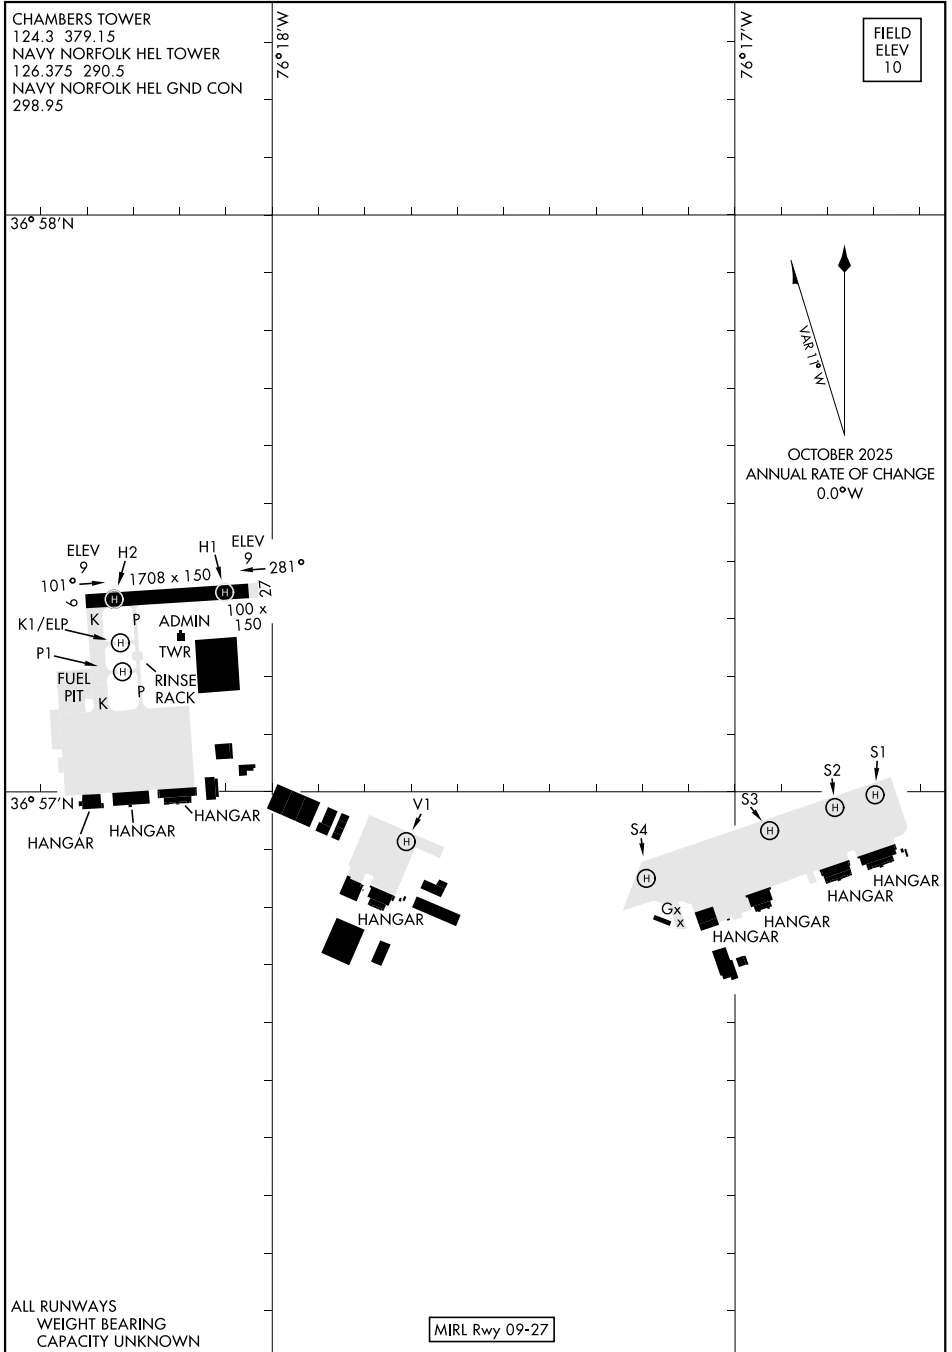 CHAMBERS TOWER
124.3 379.15
NAVY NORFOLK HEL TOWER
126.375 290.5
NAVY NORFOLK HEL GND CON
298.95
76°18'W
76°17'W
FIELD
ELEV
10
36°58'N
VAR 11° W
OCTOBER 2025
ANNUAL RATE OF CHANGE
0.0°W
ELEV
9
H2
H1
ELEV
9
101°
1708 x 150
281°
9
27
100 x
150
K
P
ADMIN
K1/ELP
H
H
H
TWR
P1
H
FUEL
PIT
RINSE
RACK
K
P
36°57'N
HANGAR
HANGAR
HANGAR
V1
H
HANGAR
S4
H
S3
H
S2
H
S1
H
Gx
x
HANGAR
HANGAR
HANGAR
HANGAR
ALL RUNWAYS
WEIGHT BEARING
CAPACITY UNKNOWN
MIRL Rwy 09-27